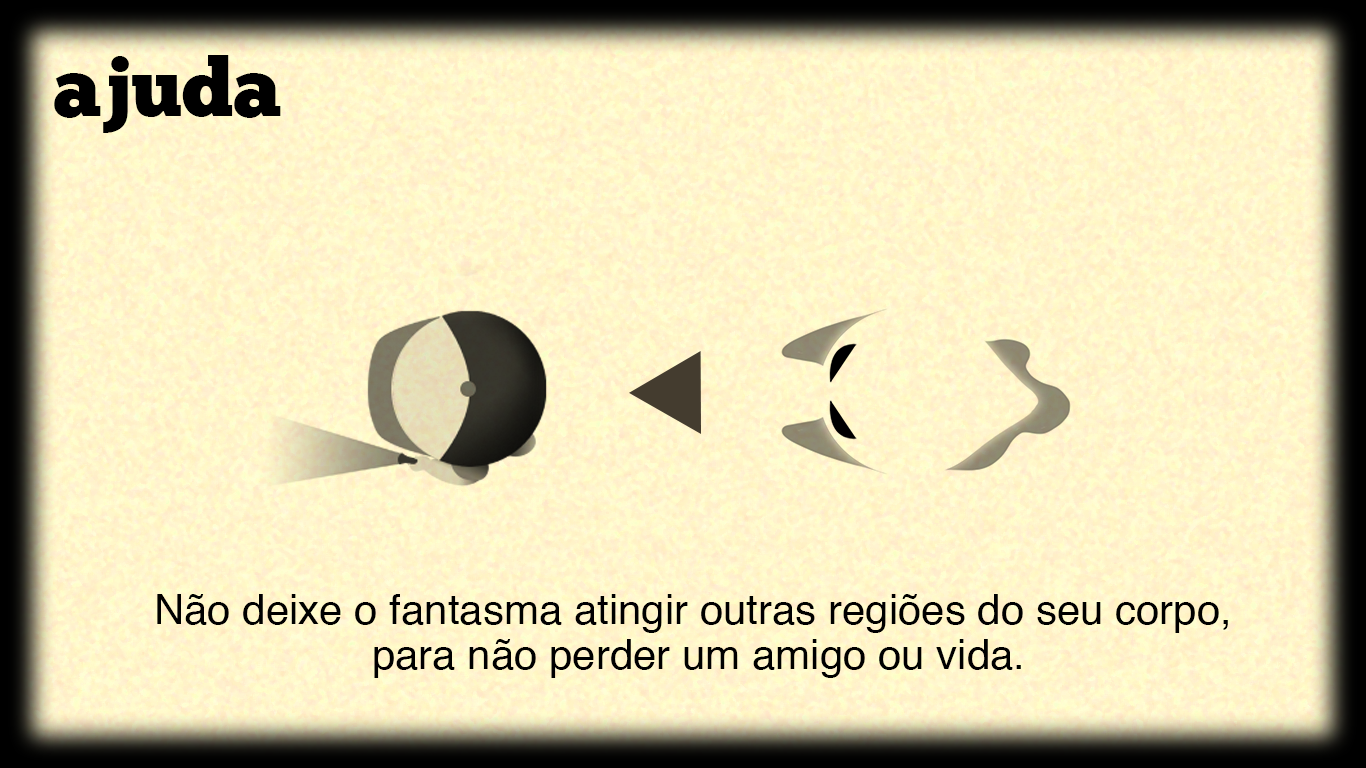 ajuda
Não deixe o fantasma atingir outras regiões do seu corpo,
para não perder um amigo ou vida.